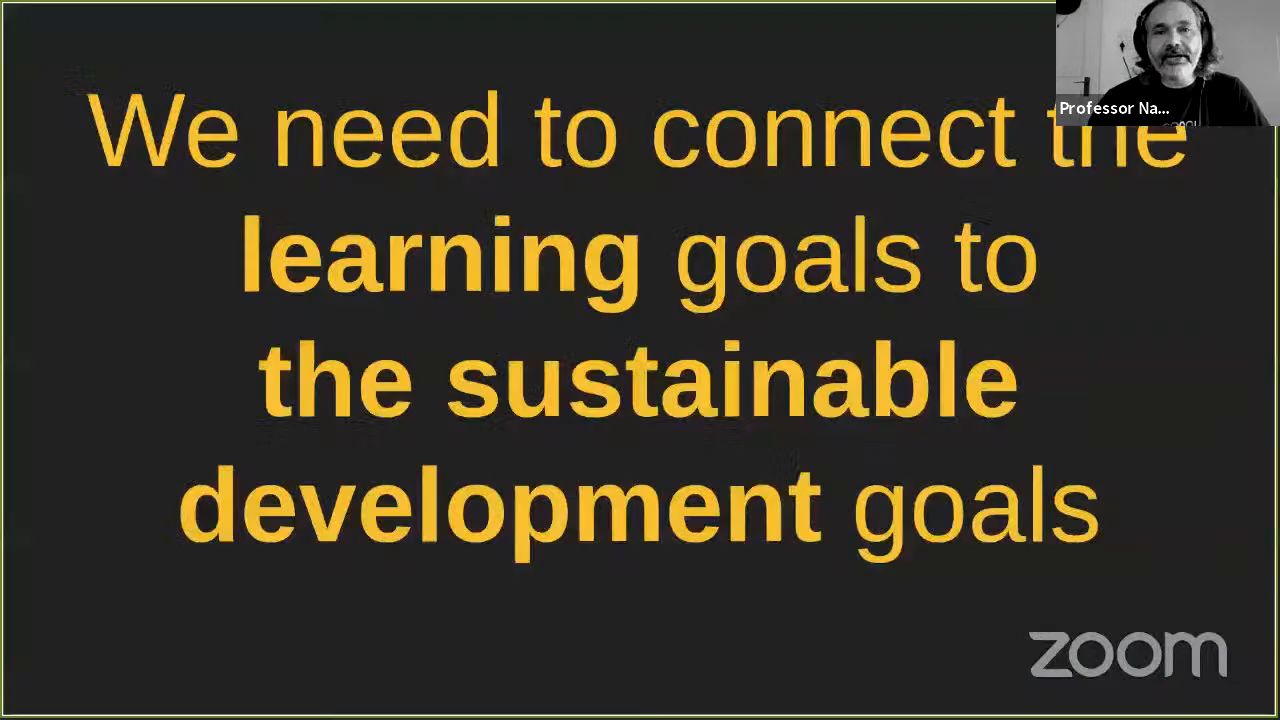 We need to connect the
learning goals to
the sustainable
development goals
Professor Na...
zoom